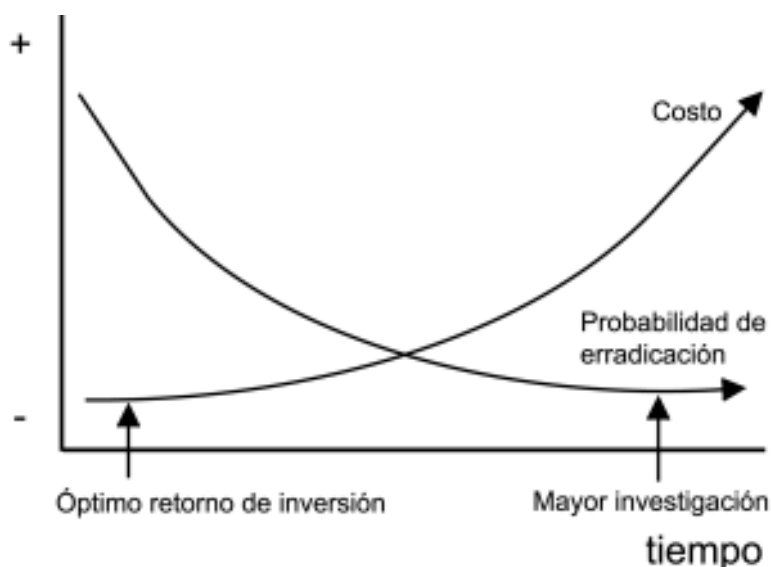 +
Costo
Probabilidad de
erradicación
-
Óptimo retorno de inversión
Mayor investigación
tiempo